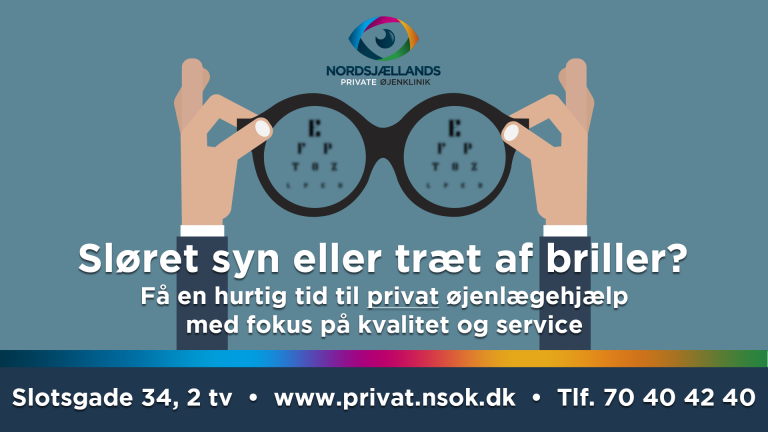 NORDSJÆLLANDS
PRIVATE ØJENKLINIK
E E
F P F P
T O Z T O Z
L P E D L P E D
Sløret syn eller træt af briller?
Få en hurtig tid til privat øjenlægehjælp
med fokus på kvalitet og service
Slotsgade 34, 2 tv • www.privat.nsok.dk • Tlf. 70 40 42 40